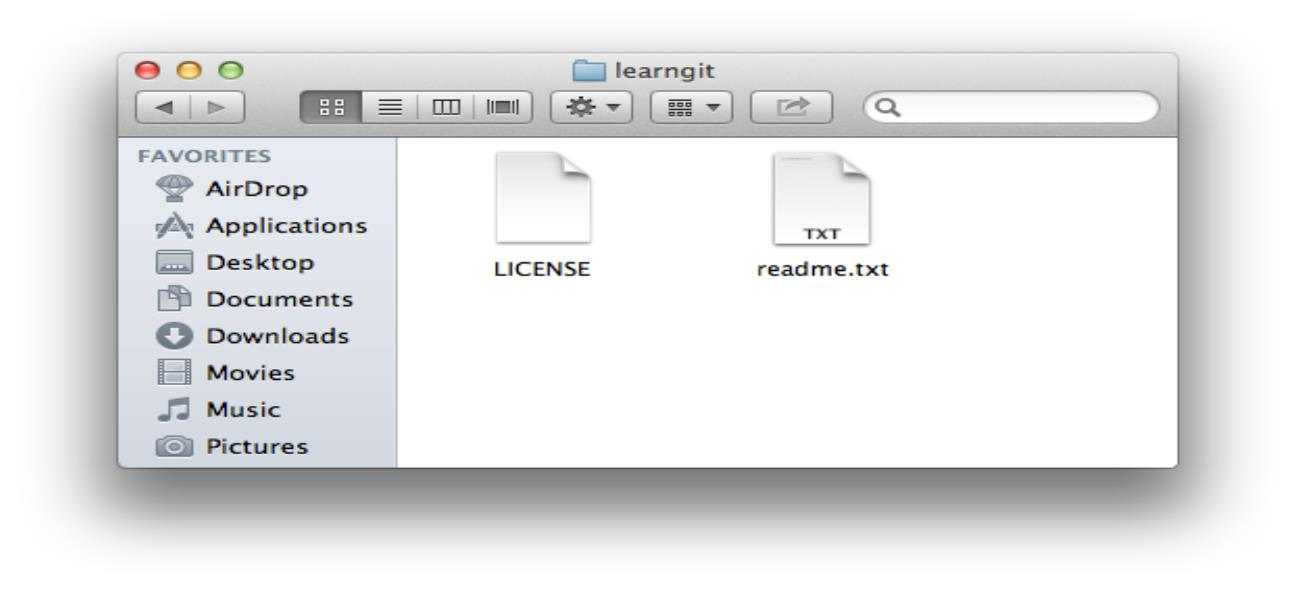 learngit
FAVORITES
AirDrop
Applications
Desktop
Documents
Downloads
Movies
Music
Pictures
TXT
LICENSE
readme.txt